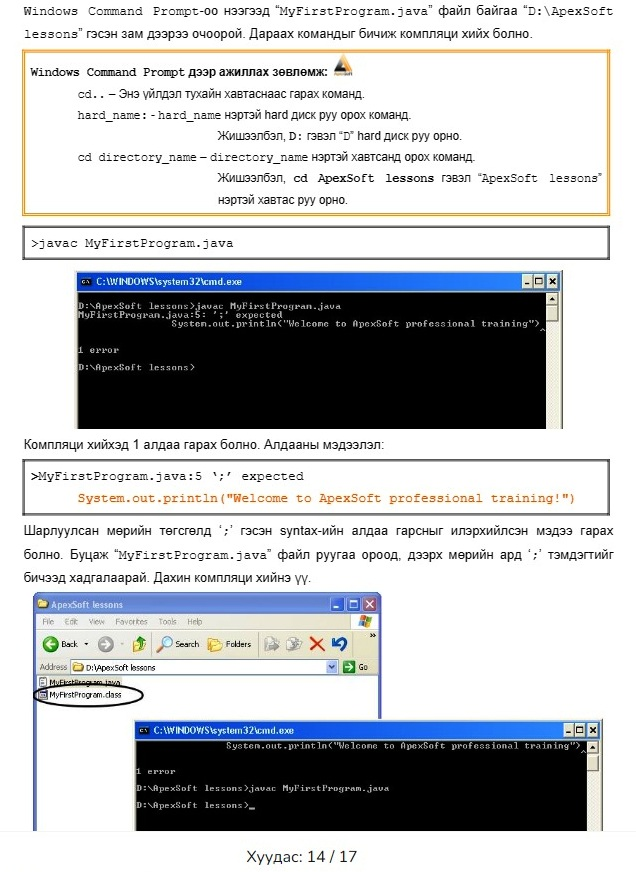 Windows Command Prompt-оо нээгээд “MyFirstProgram.java” файл байгаа “D:\ApexSoft
lessons” гэсэн зам дээрээ очоорой. Дараах командыг бичиж компляци хийх болно.
Windows Command Prompt дээр ажиллах зөвлөмж:
cd.. – Энэ үйлдэл тухайн хавтаснаас гарах команд.
hard_name: - hard_name нэртэй hard диск руу орох команд.
Жишээлбэл, D: гэвэл “D” hard диск руу орно.
cd directory_name – directory_name нэртэй хавтсанд орох команд.
Жишээлбэл, cd ApexSoft lessons гэвэл “ApexSoft lessons”
нэртэй хавтас руу орно.
>javac MyFirstProgram.java
C:\WINDOWS\system32\cmd.exe
D:\ApexSoft lessons>javac MyFirstProgram.java
MyFirstProgram.java:5: ';' expected
System.out.println("Welcome to ApexSoft professional training")
^
1 error
D:\ApexSoft lessons>
Компляци хийхэд 1 алдаа гарах болно. Алдааны мэдээлэл:
>MyFirstProgram.java:5 ‘;’ expected
System.out.println("Welcome to ApexSoft professional training!")
Шарлуулсан мөрийн төгсгөлд ‘;’ гэсэн syntax-ийн алдаа гарсныг илэрхийлсэн мэдээ гарах
болно. Буцаж “MyFirstProgram.java” файл руугаа ороод, дээрх мөрийн ард ‘;’ тэмдэгтийг
бичээд хадгалаарай. Дахин компляци хийнэ үү.
ApexSoft lessons
File Edit View Favorites Tools Help
Back Search Folders »
Address D:\ApexSoft lessons Go
MyFirstProgram.java
MyFirstProgram.class
C:\WINDOWS\system32\cmd.exe
System.out.println("Welcome to ApexSoft professional training")
^
1 error
D:\ApexSoft lessons>javac MyFirstProgram.java
D:\ApexSoft lessons>_
Хуудас: 14 / 17